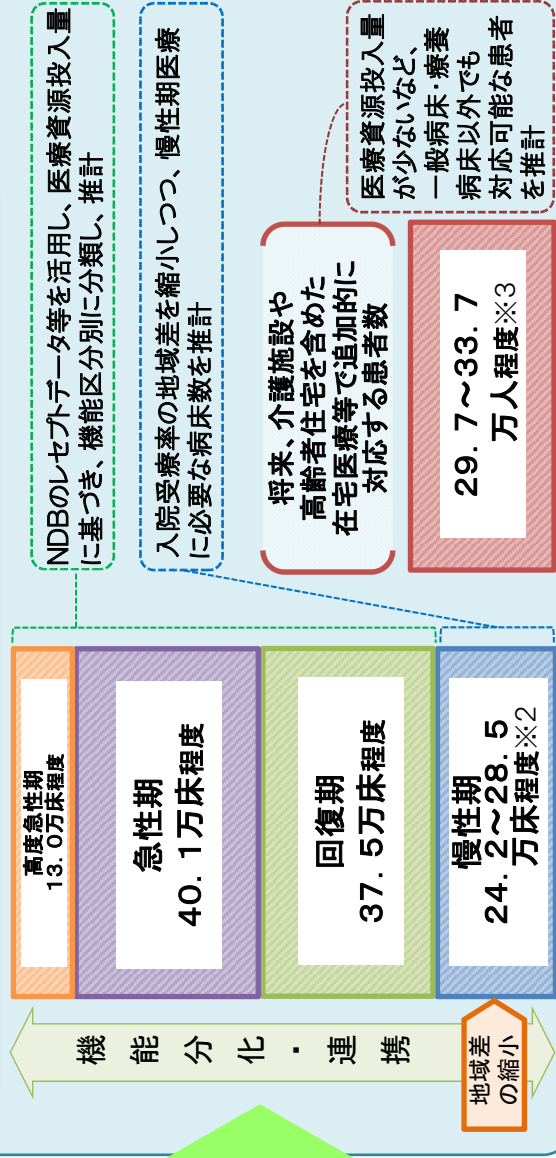 機能分化・連携
地域差
の縮小
高度急性期
13.0万床程度
急性期
40.1万床程度
回復期
37.5万床程度
慢性期
24.2～28.5
万床程度※2
NDBのレセプトデータ等を活用し、医療資源投入量
に基づき、機能区分別に分類し、推計
入院受療率の地域差を縮小しつつ、慢性期医療
に必要な病床数を推計
将来、介護施設や
高齢者住宅を含めた
在宅医療等で追加的に
対応する患者数
29.7～33.7
万人程度※3
医療資源投入量
が少ないなど、
一般病床・療養
病床以外でも
対応可能な患者
を推計